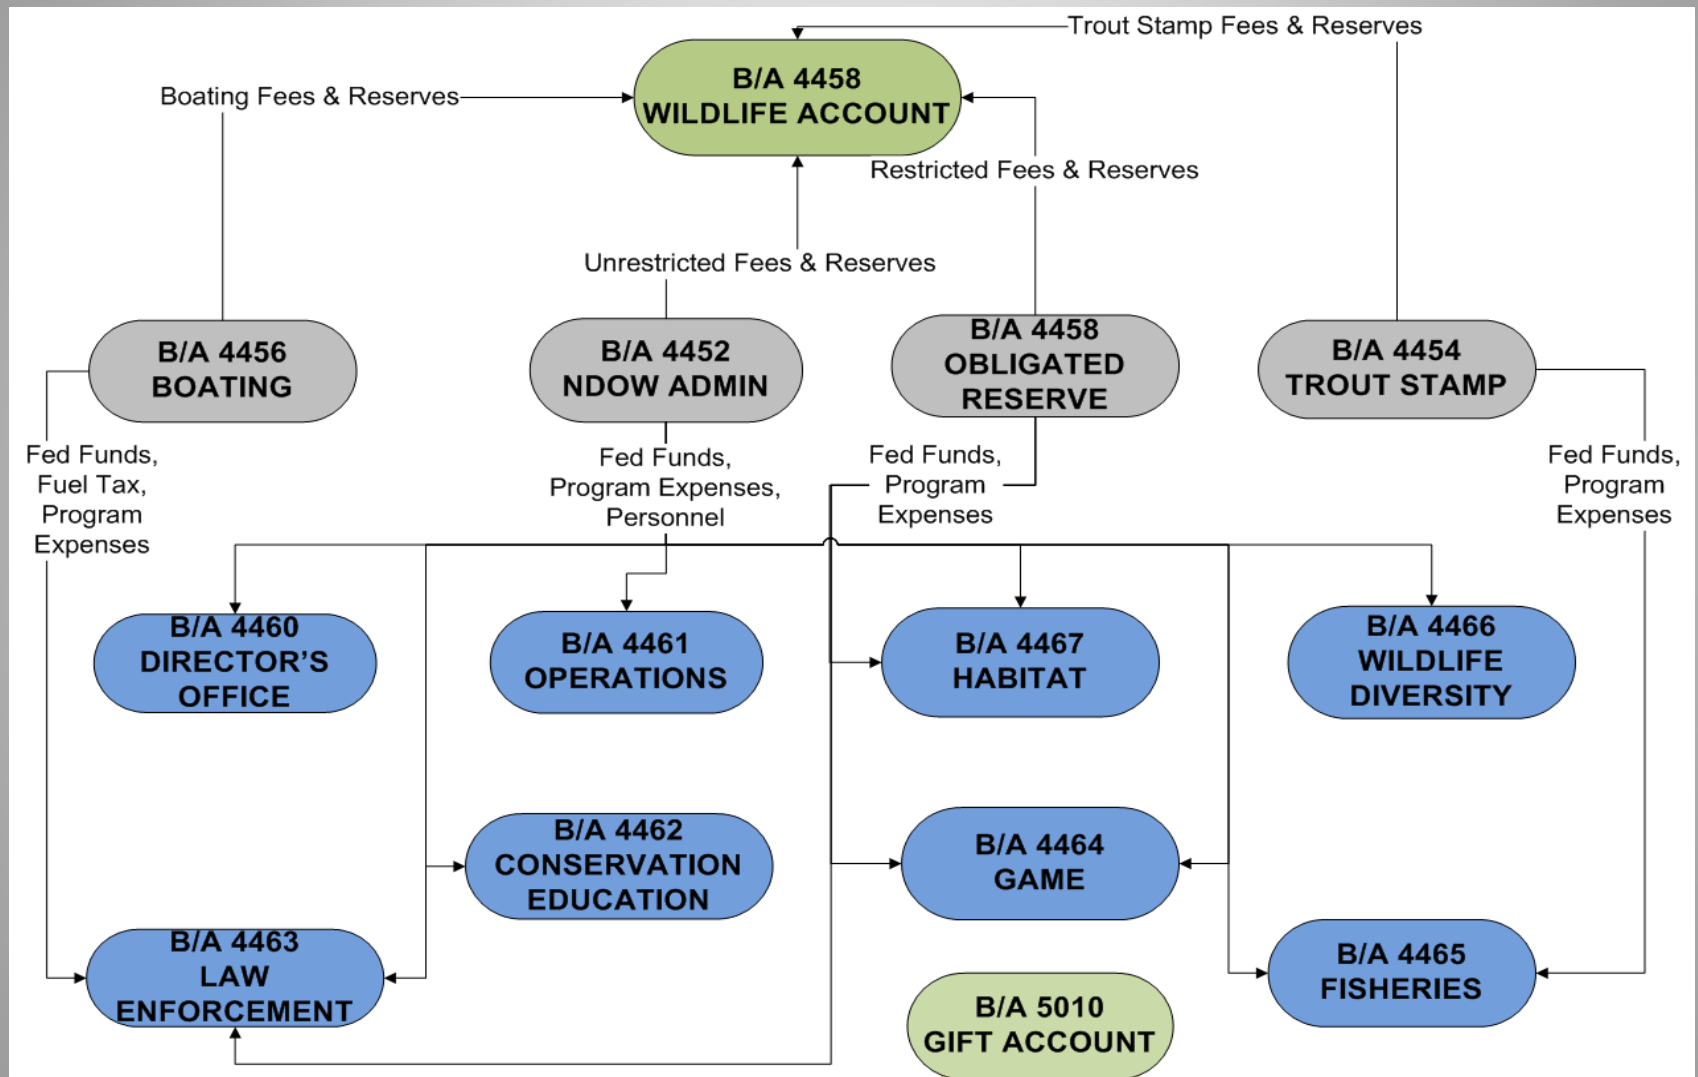 Trout Stamp Fees & Reserves
B/A 4458
WILDLIFE ACCOUNT
Boating Fees & Reserves
Restricted Fees & Reserves
Unrestricted Fees & Reserves
B/A 4456
BOATING
B/A 4452
NDOW ADMIN
B/A 4458
OBLIGATED
RESERVE
B/A 4454
TROUT STAMP
Fed Funds,
Fuel Tax,
Program
Expenses
Fed Funds,
Program Expenses,
Personnel
Fed Funds,
Program
Expenses
Fed Funds,
Program
Expenses
B/A 4460
DIRECTOR'S
OFFICE
B/A 4461
OPERATIONS
B/A 4467
HABITAT
B/A 4466
WILDLIFE
DIVERSITY
B/A 4462
CONSERVATION
EDUCATION
B/A 4464
GAME
B/A 4463
LAW
ENFORCEMENT
B/A 4465
FISHERIES
B/A 5010
GIFT ACCOUNT